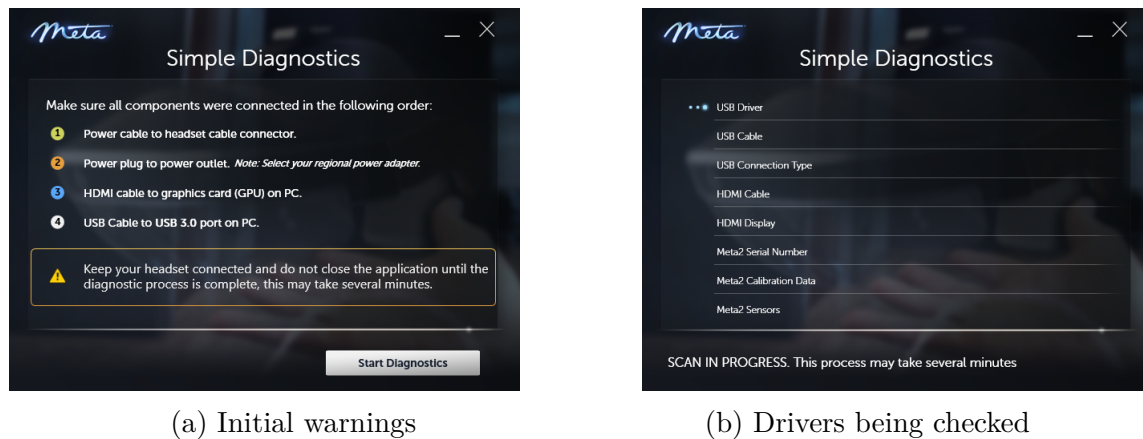 Meta
Simple Diagnostics
Make sure all components were connected in the following order:
1 Power cable to headset cable connector.
2 Power plug to power outlet. Note: Select your regional power adapter.
3 HDMI cable to graphics card (GPU) on PC.
4 USB Cable to USB 3.0 port on PC.
Keep your headset connected and do not close the application until the
diagnostic process is complete, this may take several minutes.
Start Diagnostics
(a) Initial warnings
Meta
Simple Diagnostics
USB Driver
USB Cable
USB Connection Type
HDMI Cable
HDMI Display
Meta2 Serial Number
Meta2 Calibration Data
Meta2 Sensors
SCAN IN PROGRESS. This process may take several minutes
(b) Drivers being checked